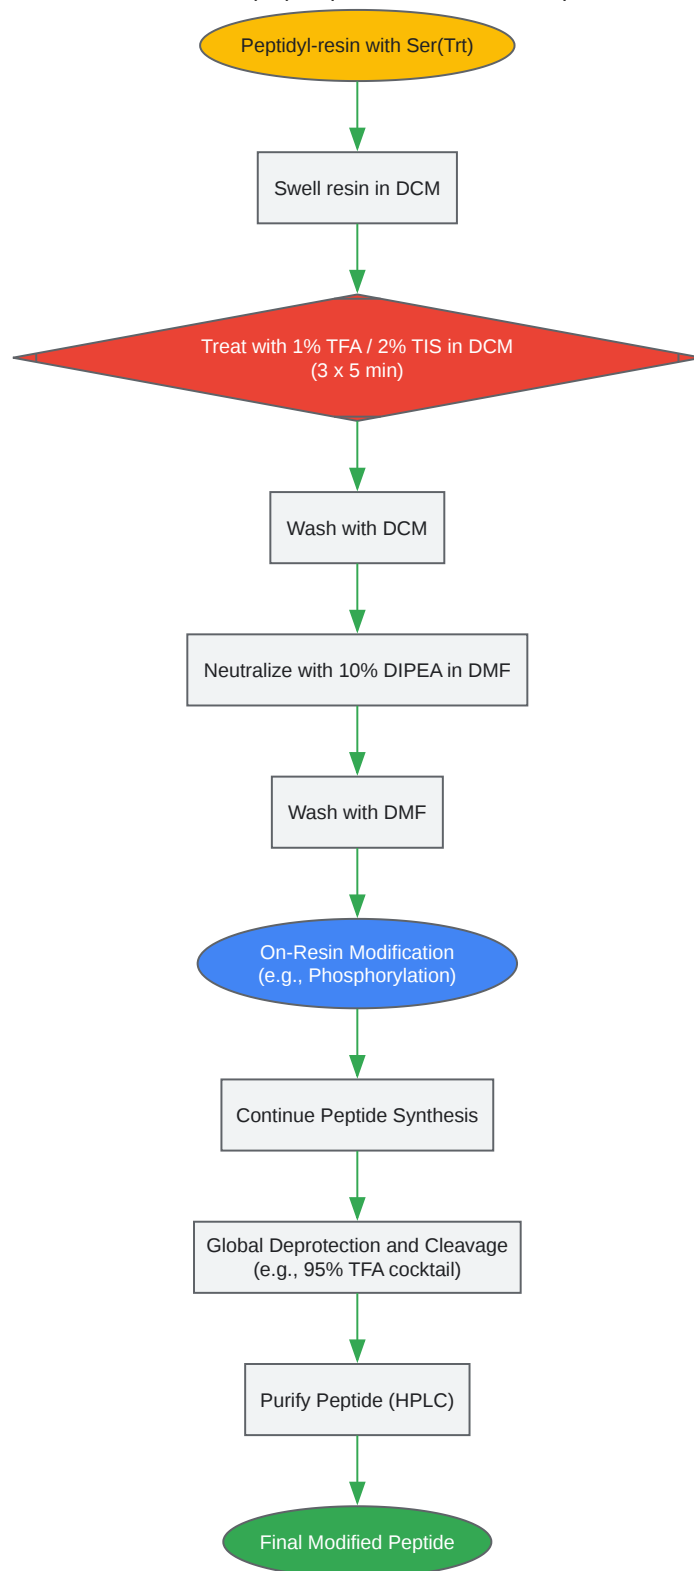 Peptidyl-resin with Ser(Trt)
Swell resin in DCM
Treat with 1% TFA / 2% TIS in DCM
(3 x 5 min)
Wash with DCM
Neutralize with 10% DIPEA in DMF
Wash with DMF
On-Resin Modification
(e.g., Phosphorylation)
Continue Peptide Synthesis
Global Deprotection and Cleavage
(e.g., 95% TFA cocktail)
Purify Peptide (HPLC)
Final Modified Peptide